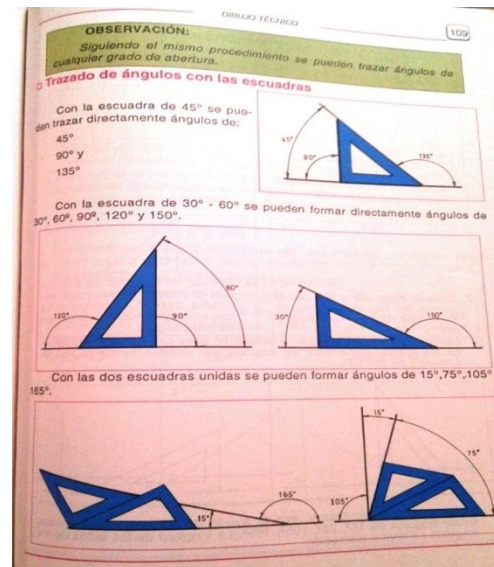 DIBUJO TÉCNICO
109
OBSERVACIÓN:
Siguiendo el mismo procedimiento se pueden trazar ángulos de
cualquier grado de abertura.
Trazado de ángulos con las escuadras
Con la escuadra de 45° se pue-
den trazar directamente ángulos de:
45°
90° y
135°
45°
90°
135°
Con la escuadra de 30° - 60° se pueden formar directamente ángulos de
30°, 60º, 90º, 120° y 150°.
120°
90°
60°
30°
150°
Con las dos escuadras unidas se pueden formar ángulos de 15°,75°,105°
165°.
15°
165°
105°
15°
75°